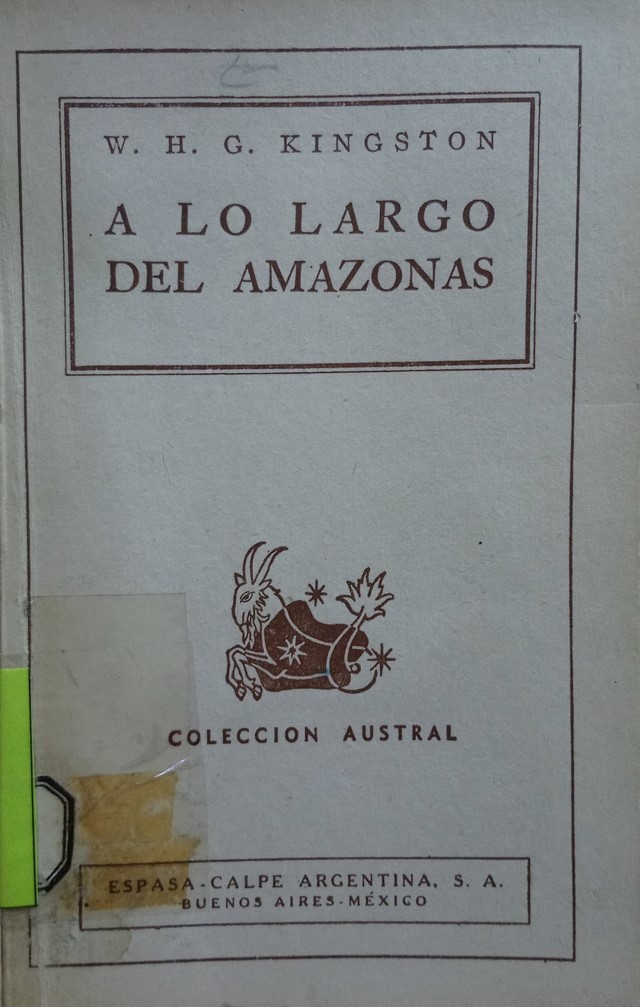 W. H. G. KINGSTON
A LO LARGO
DEL AMAZONAS
COLECCION AUSTRAL
ESPASA-CALPE ARGENTINA, S. A.
BUENOS AIRES-MÉXICO